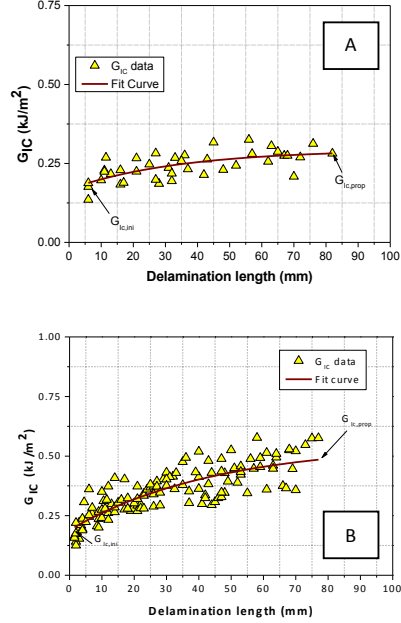 0.75
0.50
0.25
0.00
G_IC (kJ/m²)
A
G_IC data
Fit Curve
G_Ic,ini
G_Ic,prop
0 10 20 30 40 50 60 70 80 90 100
Delamination length (mm)
1.00
0.75
0.50
0.25
0.00
G_IC (kJ/m²)
G_IC data
Fit curve
G_Ic,prop
G_Ic,ini
B
0 10 20 30 40 50 60 70 80 90 100
Delamination length (mm)